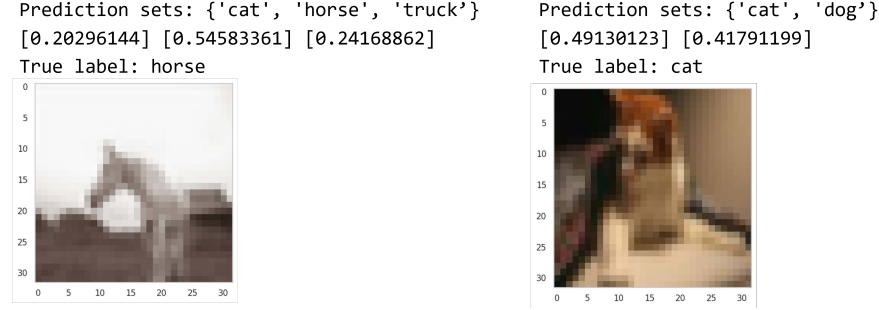 Prediction sets: {'cat', 'horse', 'truck’}
[0.20296144] [0.54583361] [0.24168862]
True label: horse
0
5
10
15
20
25
30
0 5 10 15 20 25 30
Prediction sets: {'cat', 'dog’}
[0.49130123] [0.41791199]
True label: cat
0
5
10
15
20
25
30
0 5 10 15 20 25 30